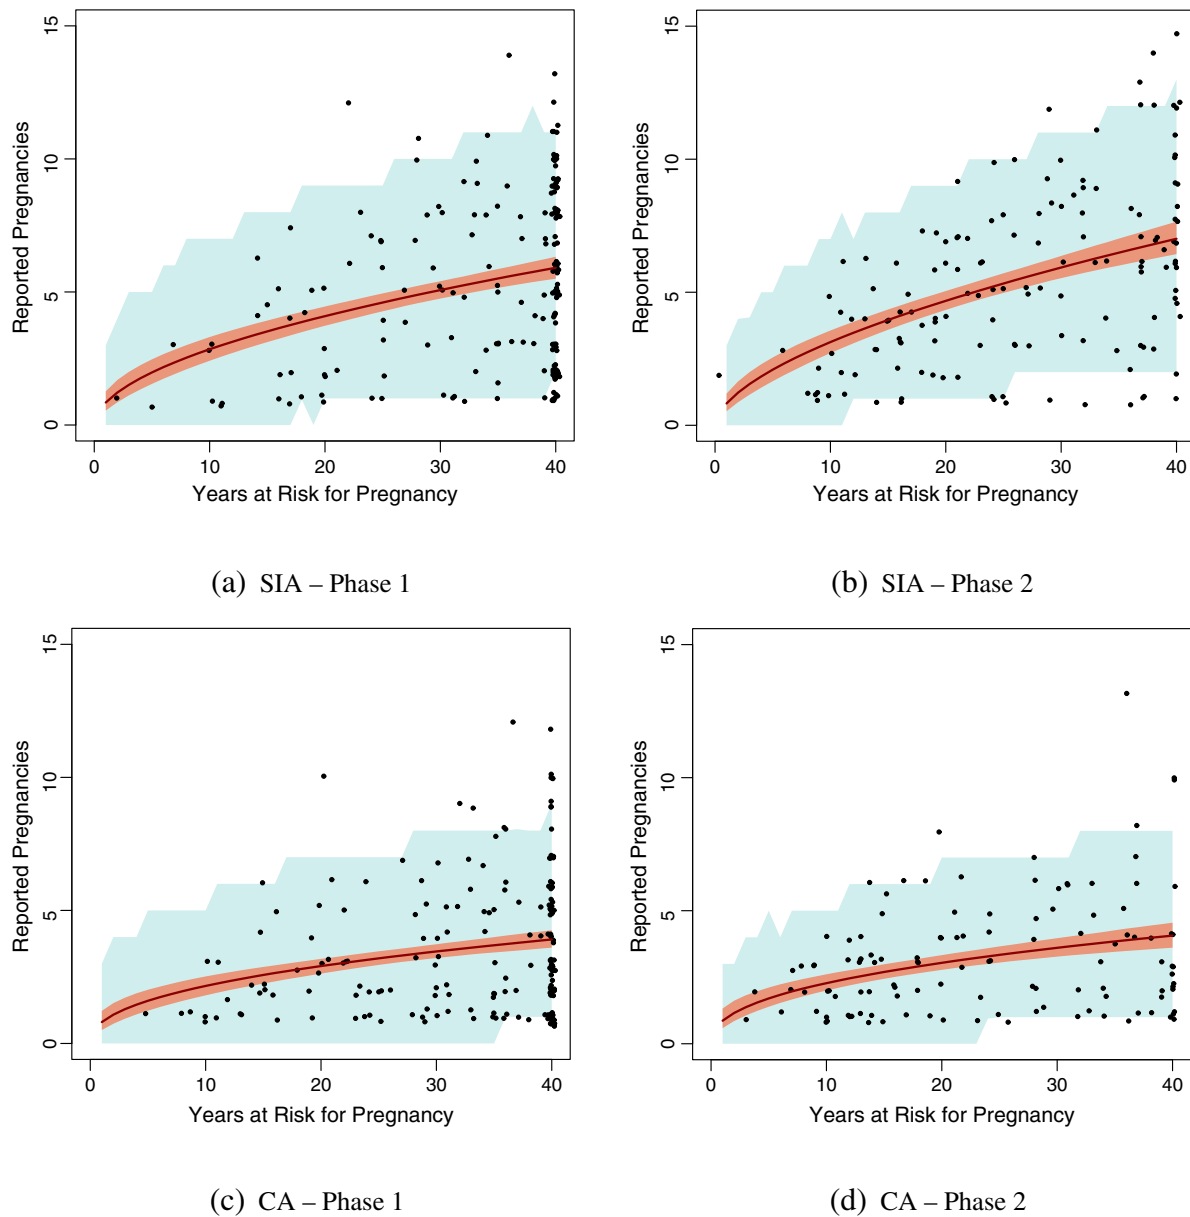 15
10
5
0
Reported Pregnancies
0 10 20 30 40
Years at Risk for Pregnancy
(a) SIA – Phase 1
15
10
5
0
Reported Pregnancies
0 10 20 30 40
Years at Risk for Pregnancy
(b) SIA – Phase 2
15
10
5
0
Reported Pregnancies
0 10 20 30 40
Years at Risk for Pregnancy
(c) CA – Phase 1
15
10
5
0
Reported Pregnancies
0 10 20 30 40
Years at Risk for Pregnancy
(d) CA – Phase 2